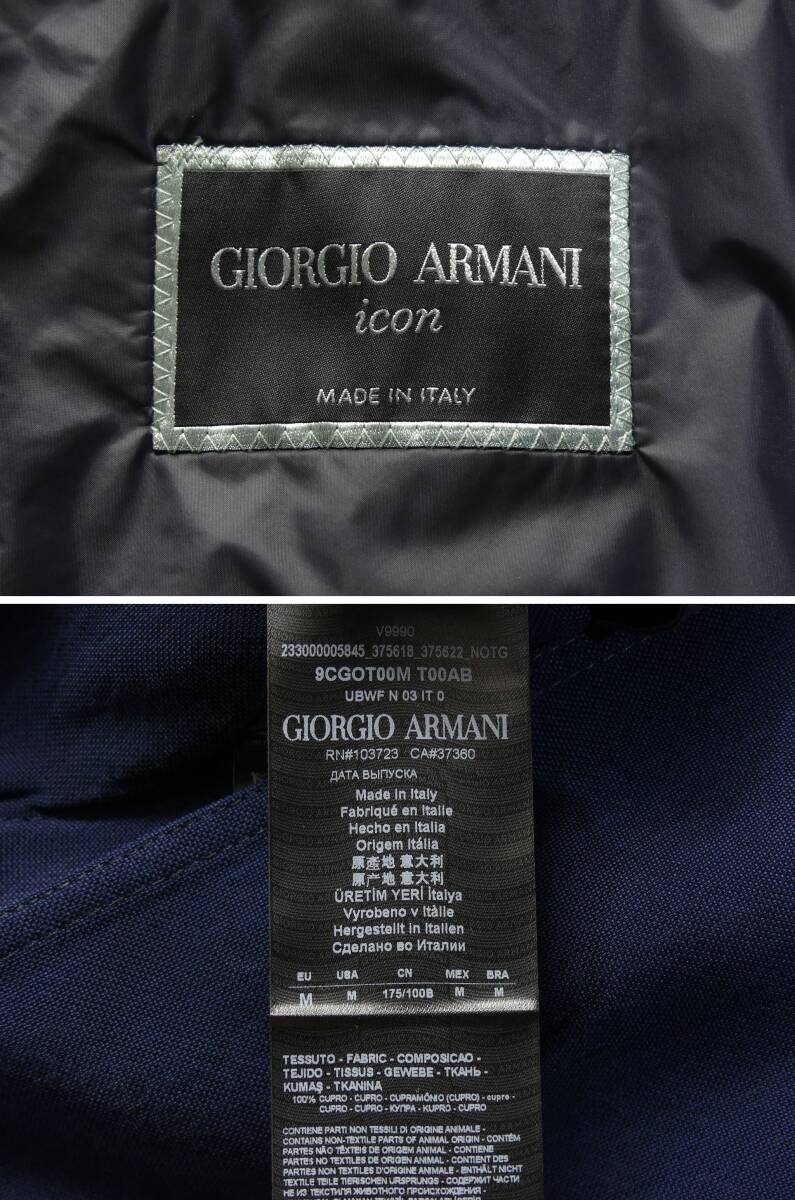 GIORGIO ARMANI
icon
MADE IN ITALY
V9990
233000005845_375618_375622_NOTG
9CGOT00M T00AB
UBWF N 03 IT 0
GIORGIO ARMANI
RN#103723 CA#37360
ДАТА ВЫПУСКА
Made in Italy
Fabriqué en Italie
Hecho en Italia
Origem Itália
原產地 意大利
原产地 意大利
ÜRETİM YERİ İtalya
Vyrobeno v Itàlie
Hergestellt in Italien
Сделано во Италии
EU USA CN MEX BRA
M M 175/100B M M
TESSUTO - FABRIC - COMPOSICAO -
TEJIDO - TISSUS - GEWEBE - ТКАНЬ -
KUMAŞ - TKANINA
100% CUPRO - CUPRO - CUPRAMÔNIO (CUPRO) - cupro -
CUPRO - CUPRO - КУПРА - KUPRO - CUPRO
CONTIENE PARTI NON TESSILI DI ORIGINE ANIMALE -
CONTAINS NON-TEXTILE PARTS OF ANIMAL ORIGIN - CONTÉM
PARTES NÃO TÊXTEIS DE ORIGEM ANIMAL - CONTIENE
PARTES NO TEXTILES DE ORIGEN ANIMAL - CONTIENT DES
PARTIES NON TEXTILES D'ORIGINE ANIMALE - ENTHÄLT NICHT
TEXTILE TEILE TIERISCHEN URSPRUNGS - СОДЕРЖИТ ЧАСТИ
НЕ ИЗ ТЕКСТИЛЯ ЖИВОТНОГО ПРОИСХОЖДЕНИЯ -